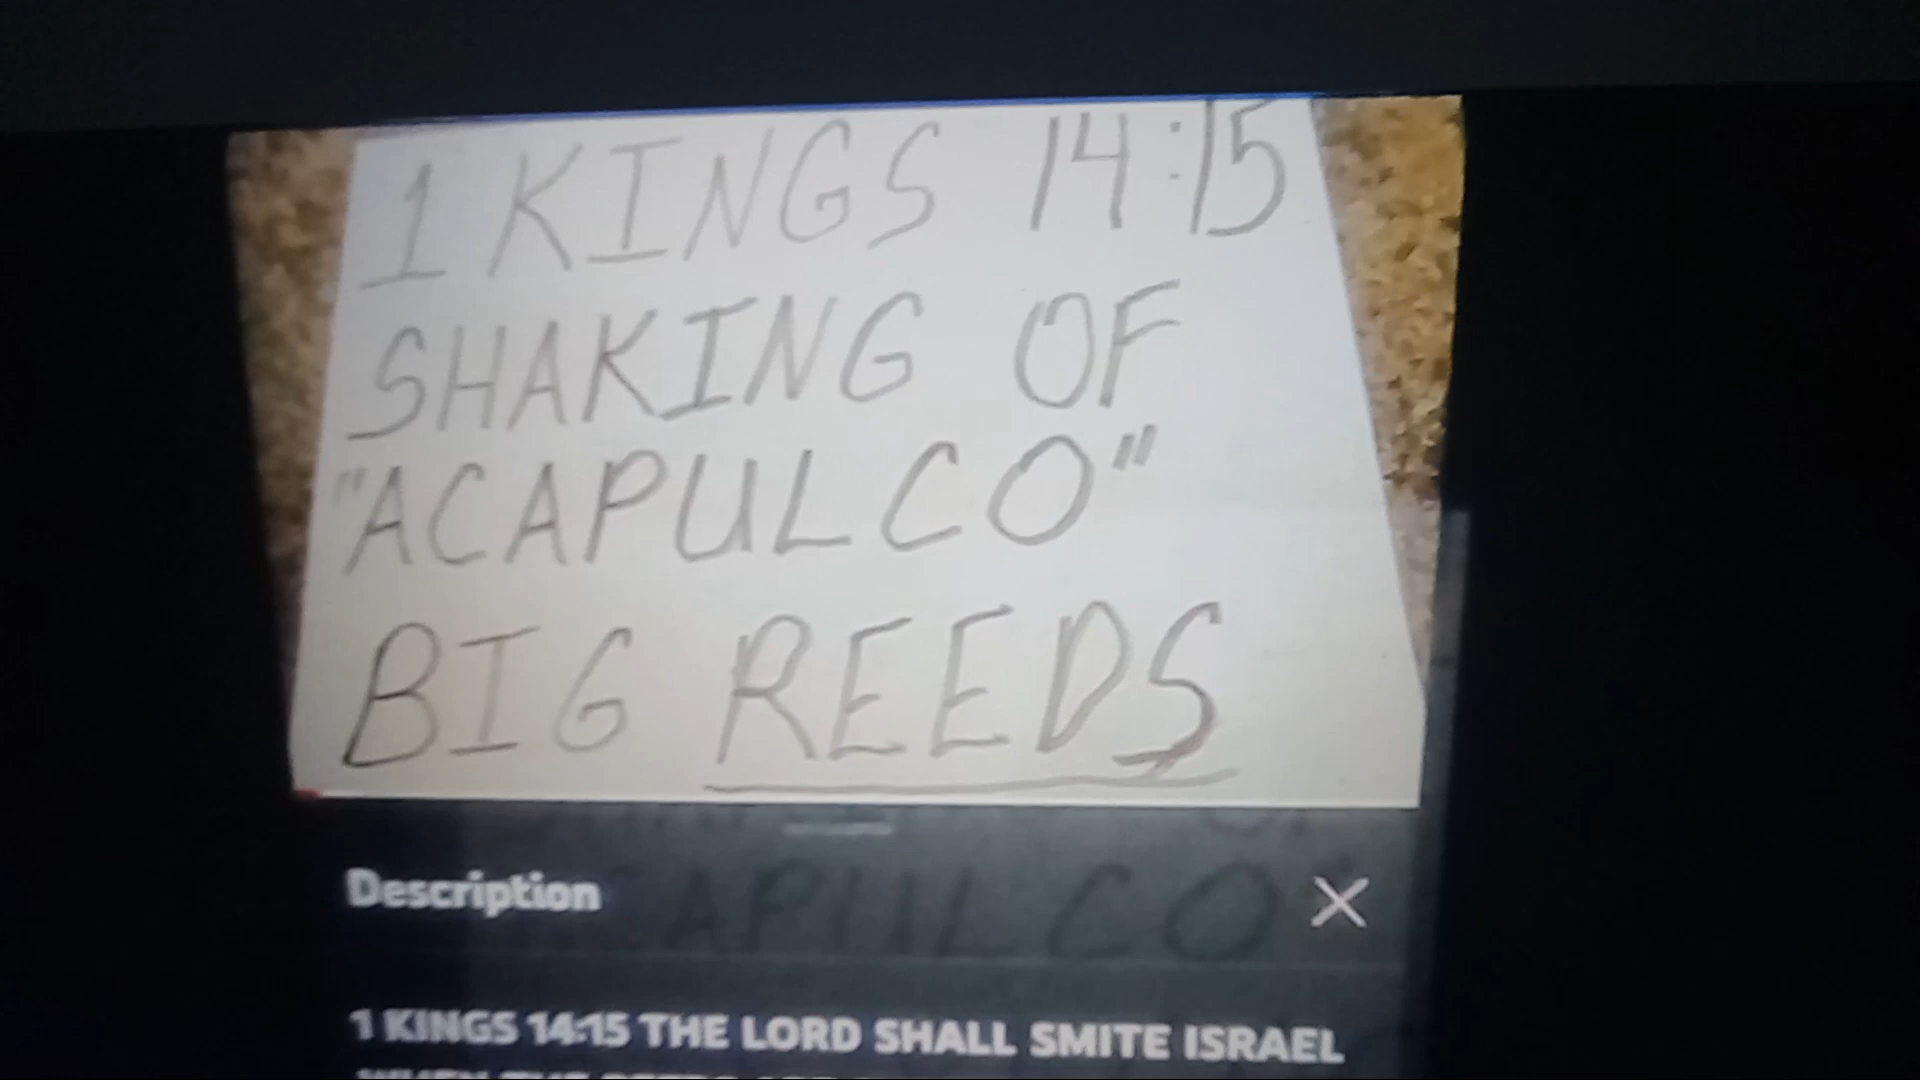 1 KINGS 14:15
SHAKING OF
"ACAPULCO"
BIG REEDS
Description
APULCO
1 KINGS 14:15 THE LORD SHALL SMITE ISRAEL